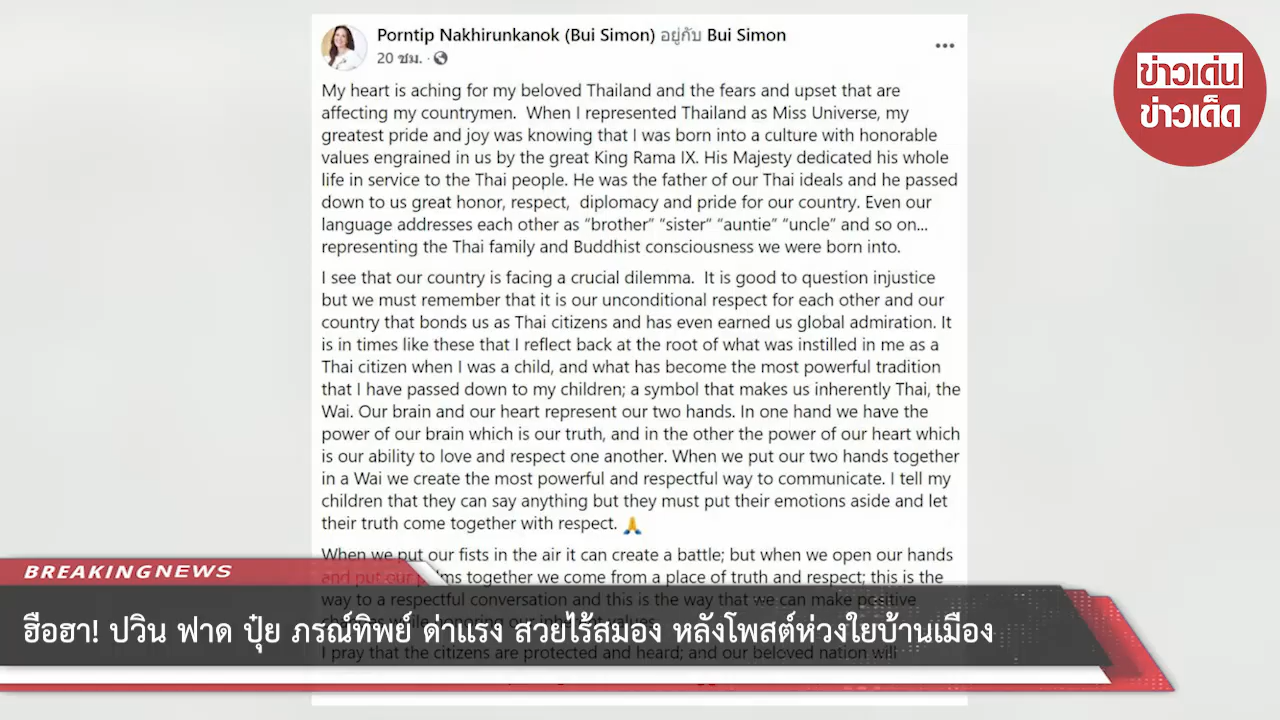 Porntip Nakhirunkanok (Bui Simon) อยู่กับ Bui Simon
20 ชม. ·
ข่าวเด่น
ข่าวเด็ด
My heart is aching for my beloved Thailand and the fears and upset that are
affecting my countrymen.  When I represented Thailand as Miss Universe, my
greatest pride and joy was knowing that I was born into a culture with honorable
values engrained in us by the great King Rama IX. His Majesty dedicated his whole
life in service to the Thai people. He was the father of our Thai ideals and he passed
down to us great honor, respect,  diplomacy and pride for our country. Even our
language addresses each other as “brother” “sister” “auntie” “uncle” and so on...
representing the Thai family and Buddhist consciousness we were born into.
I see that our country is facing a crucial dilemma.  It is good to question injustice
but we must remember that it is our unconditional respect for each other and our
country that bonds us as Thai citizens and has even earned us global admiration. It
is in times like these that I reflect back at the root of what was instilled in me as a
Thai citizen when I was a child, and what has become the most powerful tradition
that I have passed down to my children; a symbol that makes us inherently Thai, the
Wai. Our brain and our heart represent our two hands. In one hand we have the
power of our brain which is our truth, and in the other the power of our heart which
is our ability to love and respect one another. When we put our two hands together
in a Wai we create the most powerful and respectful way to communicate. I tell my
children that they can say anything but they must put their emotions aside and let
their truth come together with respect. 🙏
When we put our fists in the air it can create a battle; but when we open our hands
and put our palms together we come from a place of truth and respect; this is the
way to a respectful conversation and this is the way that we can make positive
I pray that the citizens are protected and heard; and our beloved nation will
BREAKING NEWS
ฮือฮา! ปวิน ฟาด ปุ๋ย ภรณ์ทิพย์ ด่าแรง สวยไร้สมอง หลังโพสต์ห่วงใยบ้านเมือง